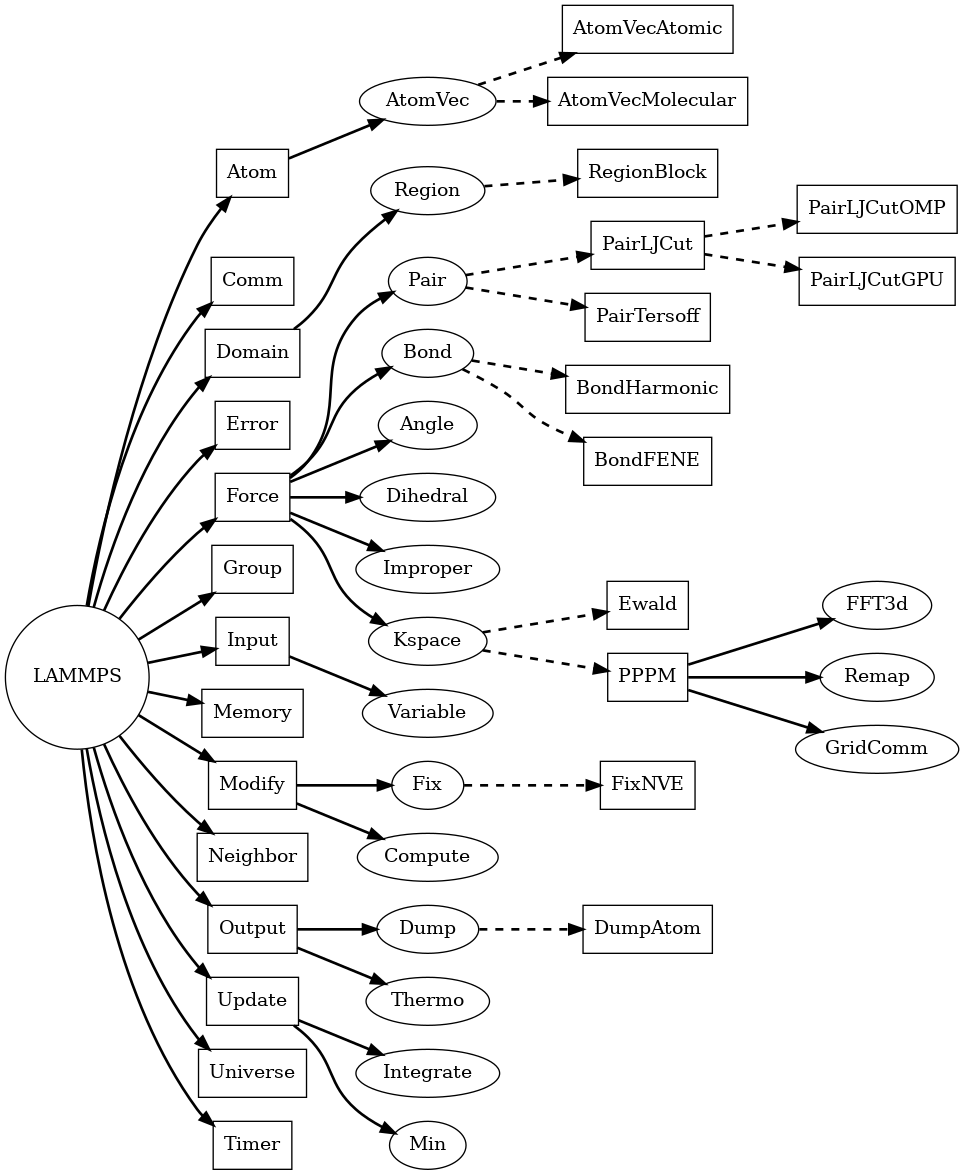 AtomVecAtomic
AtomVec
AtomVecMolecular
Atom
Region
RegionBlock
PairLJCutOMP
PairLJCut
Comm
Pair
PairLJCutGPU
PairTersoff
Domain
Bond
BondHarmonic
Error
Angle
BondFENE
Force
Dihedral
Group
Improper
Ewald
FFT3d
Input
Kspace
LAMMPS
PPPM
Remap
Memory
Variable
GridComm
Modify
Fix
FixNVE
Neighbor
Compute
Output
Dump
DumpAtom
Update
Thermo
Universe
Integrate
Timer
Min